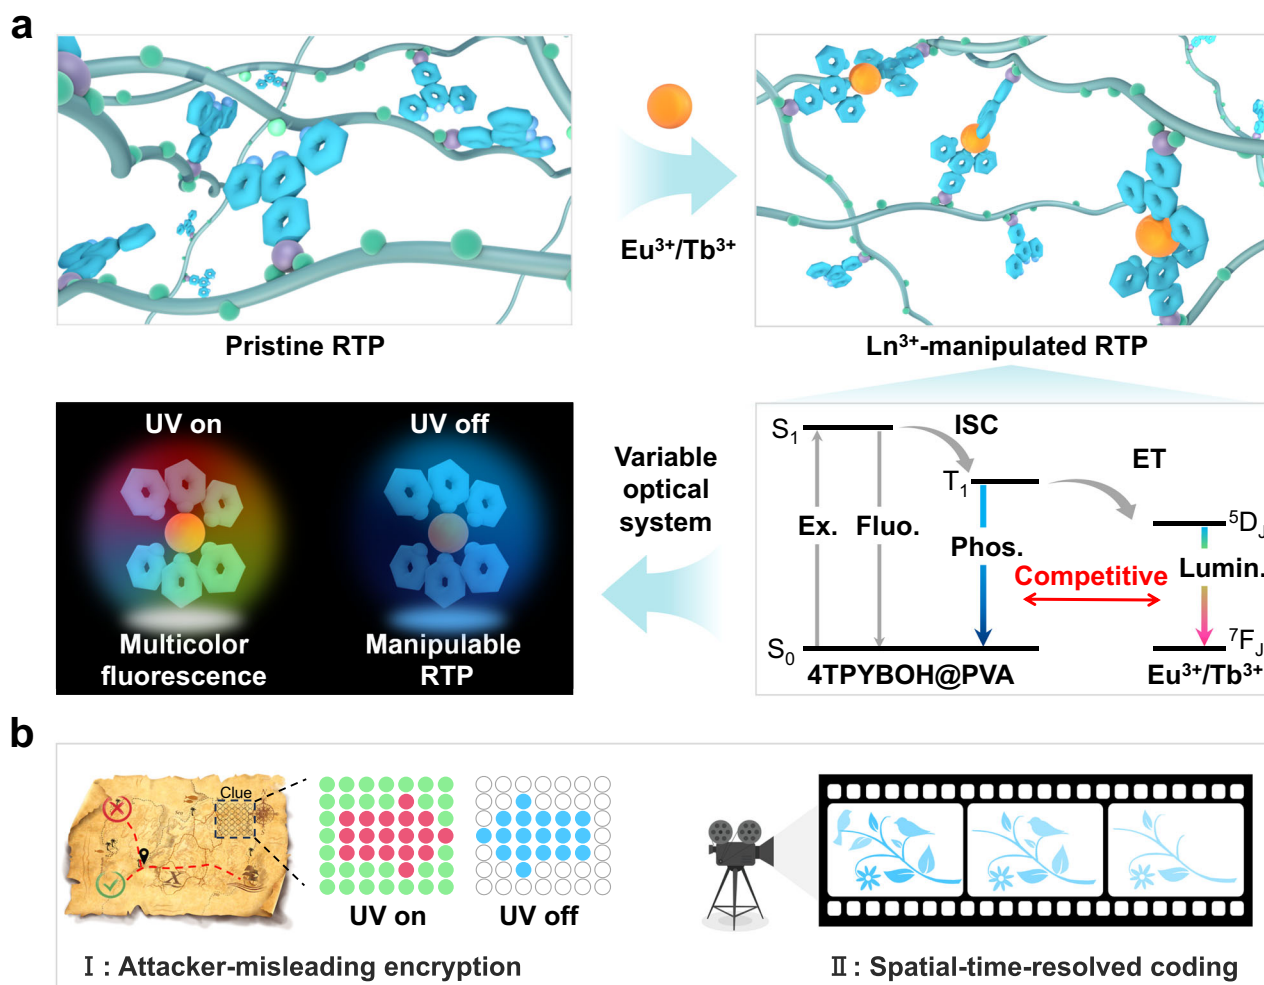 a
Eu³⁺/Tb³⁺
Pristine RTP
Ln³⁺-manipulated RTP
UV on
UV off
Multicolor
fluorescence
Manipulable
RTP
Variable
optical
system
S₁
ISC
T₁
ET
⁵D_J
Ex.
Fluo.
Phos.
Lumin.
Competitive
S₀
⁷F_J
4TPYBOH@PVA
Eu³⁺/Tb³⁺
b
Clue
X
UV on
UV off
Ⅰ: Attacker-misleading encryption
Ⅱ: Spatial-time-resolved coding